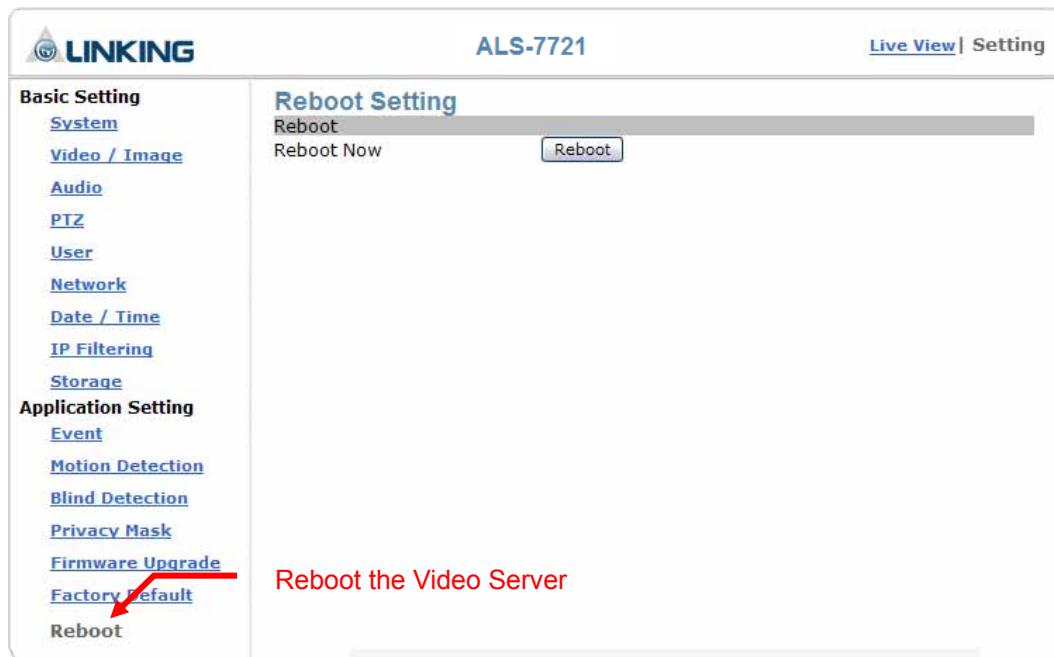 LINKING
ALS-7721
Live View| Setting
Basic Setting
System
Video / Image
Audio
PTZ
User
Network
Date / Time
IP Filtering
Storage
Application Setting
Event
Motion Detection
Blind Detection
Privacy Mask
Firmware Upgrade
Factory Default
Reboot
Reboot Setting
Reboot
Reboot Now Reboot
Reboot the Video Server